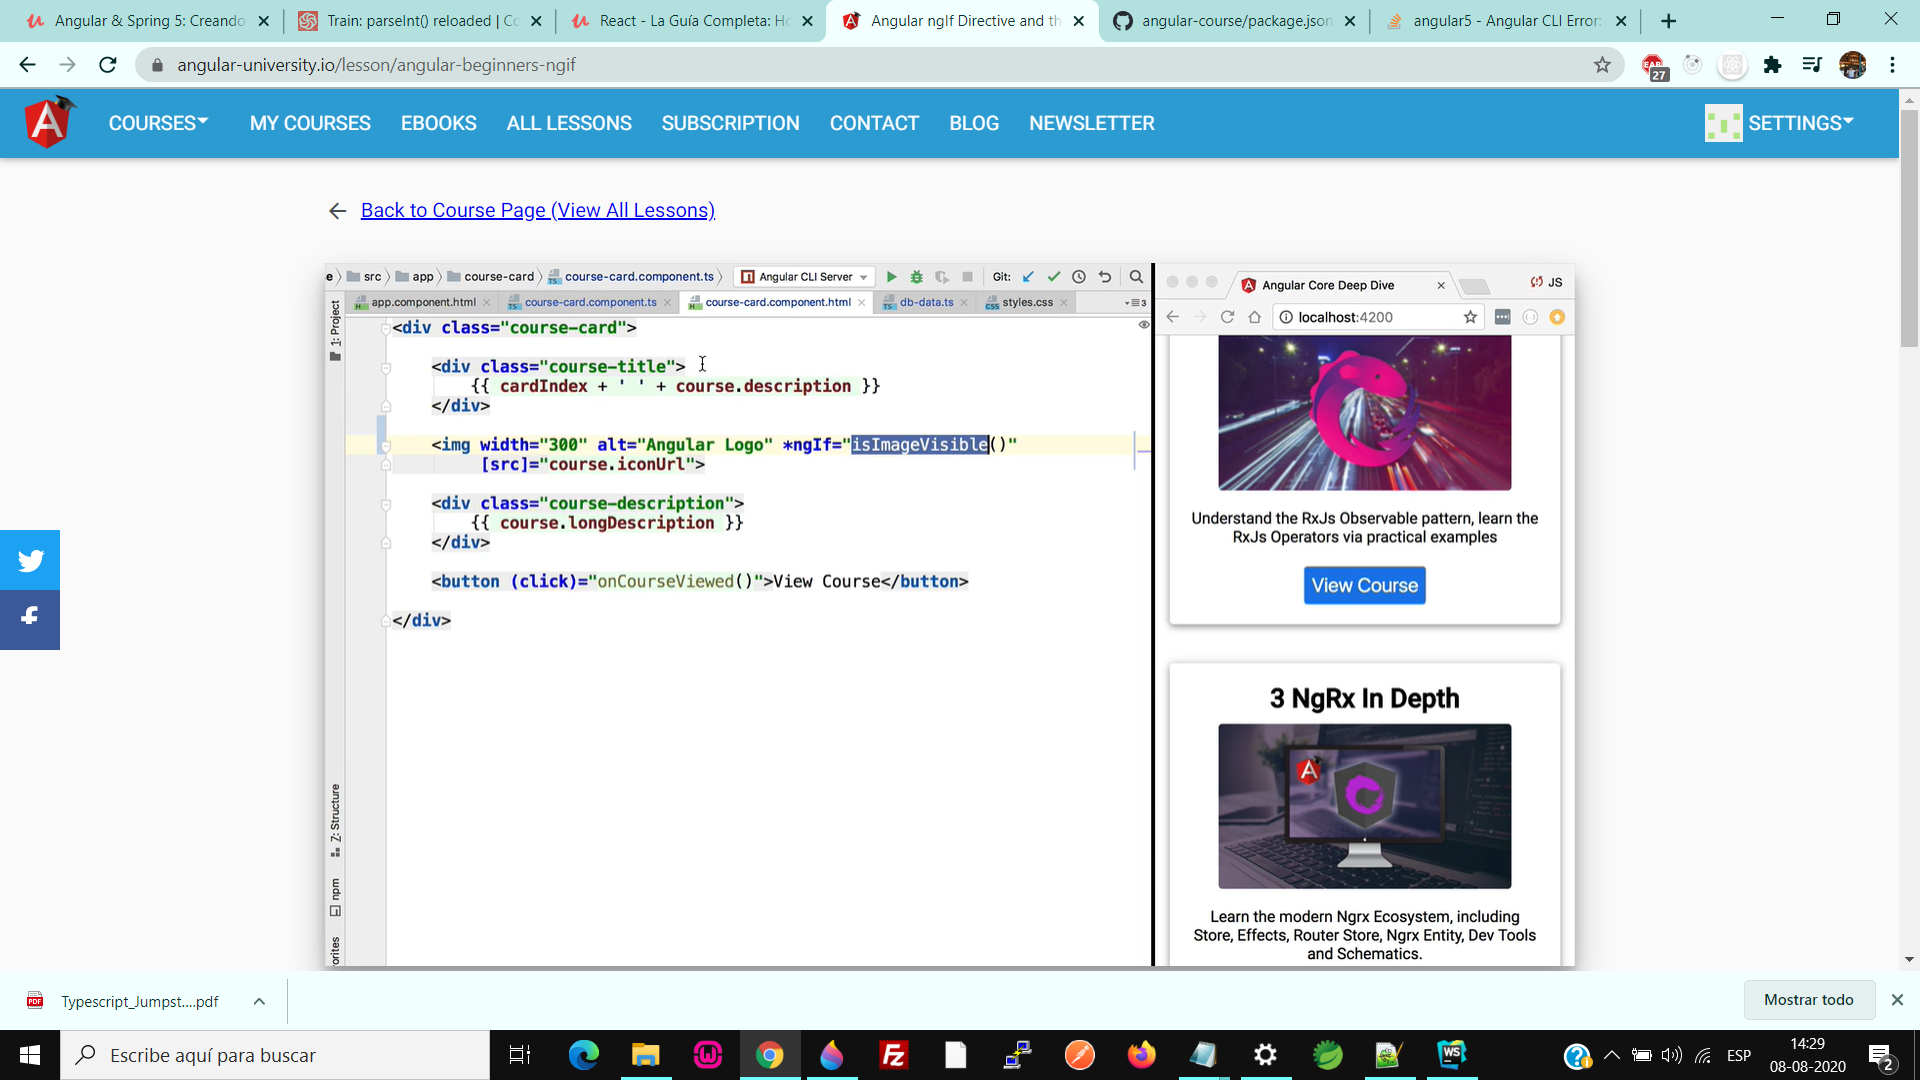 Angular & Spring 5: Creando
Train: parseInt() reloaded | Co
React - La Guía Completa: Ho
Angular ngIf Directive and th
angular-course/package.json
angular5 - Angular CLI Error:
angular-university.io/lesson/angular-beginners-ngif
27
COURSES
MY COURSES
EBOOKS
ALL LESSONS
SUBSCRIPTION
CONTACT
BLOG
NEWSLETTER
SETTINGS
Back to Course Page (View All Lessons)
e
src
app
course-card
course-card.component.ts
Angular CLI Server
Git:
app.component.html
course-card.component.ts
course-card.component.html
db-data.ts
styles.css
3
1: Project
<div class="course-card">
<div class="course-title">
{{ cardIndex + ' ' + course.description }}
</div>
<img width="300" alt="Angular Logo" *ngIf="isImageVisible()"
[src]="course.iconUrl">
<div class="course-description">
{{ course.longDescription }}
</div>
<button (click)="onCourseViewed()">View Course</button>
</div>
Z: Structure
npm
orites
Angular Core Deep Dive
JS
localhost:4200
Understand the RxJs Observable pattern, learn the
RxJs Operators via practical examples
View Course
3 NgRx In Depth
Learn the modern Ngrx Ecosystem, including
Store, Effects, Router Store, Ngrx Entity, Dev Tools
and Schematics.
Typescript_Jumpst....pdf
Mostrar todo
Escribe aquí para buscar
ESP
14:29
08-08-2020
2